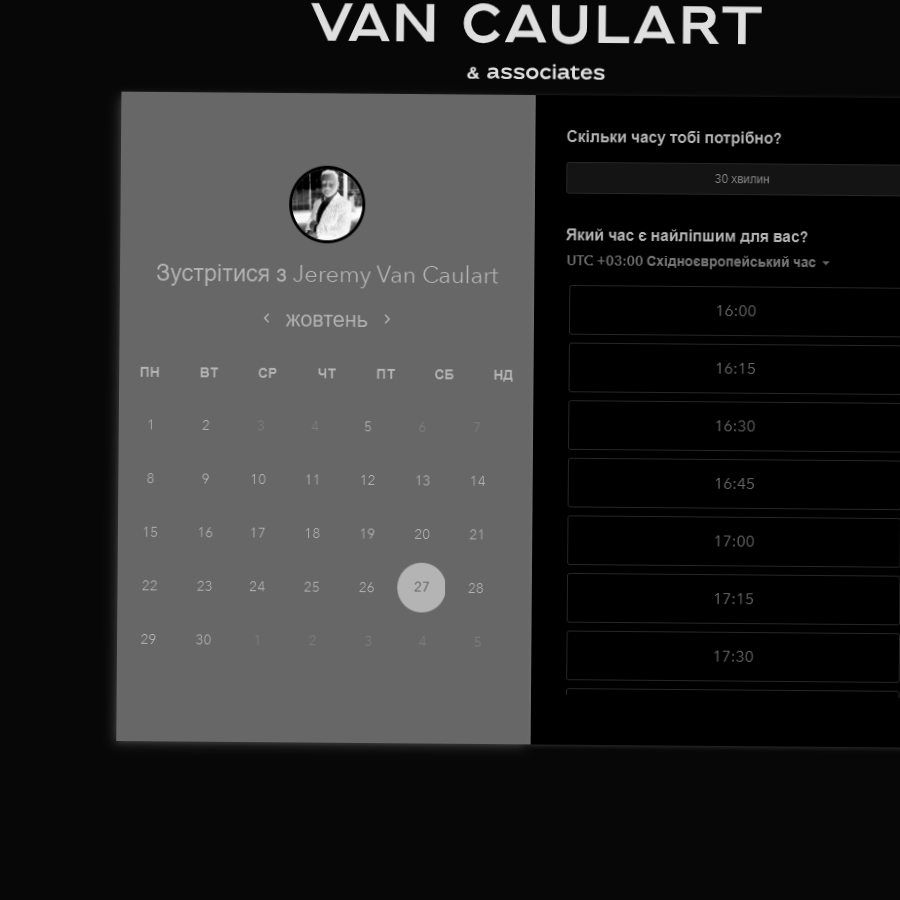 VAN CAULART
& associates
Зустрітися з Jeremy Van Caulart
жовтень
ПН ВТ СР ЧТ ПТ СБ НД
1 2 3 4 5 6 7
8 9 10 11 12 13 14
15 16 17 18 19 20 21
22 23 24 25 26 27 28
29 30 1 2 3 4 5
Скільки часу тобі потрібно?
30 хвилин
Який час є найліпшим для вас?
UTC +03:00 Східноєвропейський час
16:00
16:15
16:30
16:45
17:00
17:15
17:30